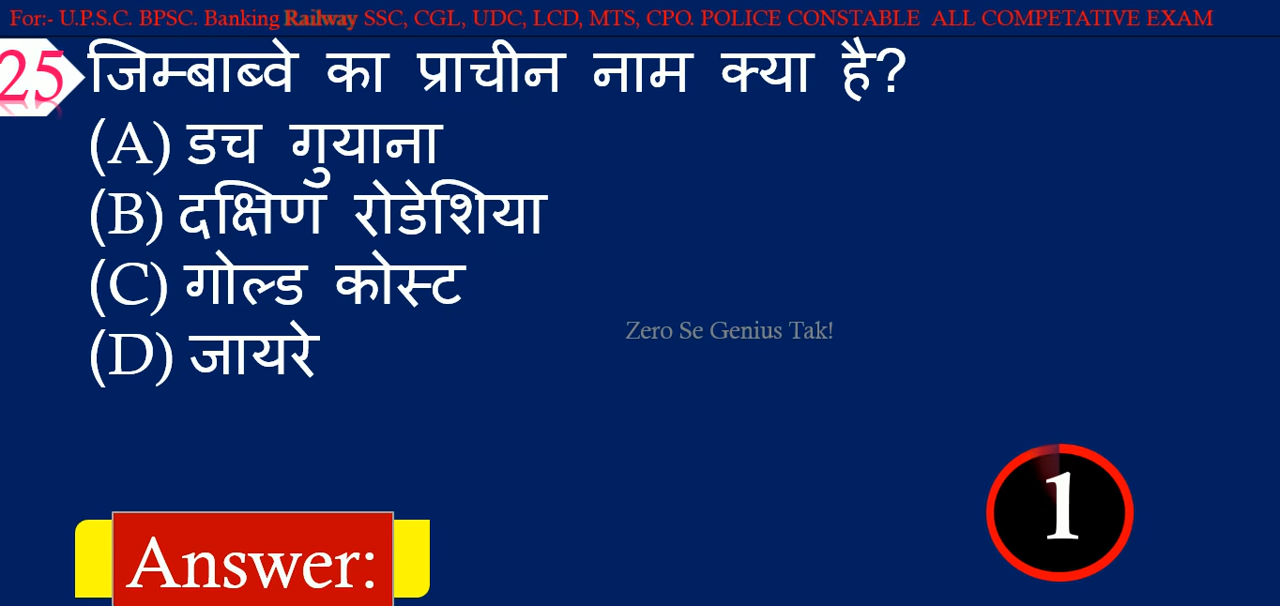 For:- U.P.S.C. BPSC. Banking Railway SSC, CGL, UDC, LCD, MTS, CPO. POLICE CONSTABLE ALL COMPETATIVE EXAM
25 जिम्बाब्वे का प्राचीन नाम क्या है?
(A) डच गुयाना
(B) दक्षिण रोडेशिया
(C) गोल्ड कोस्ट
Zero Se Genius Tak!
(D) जायरे
1
Answer: